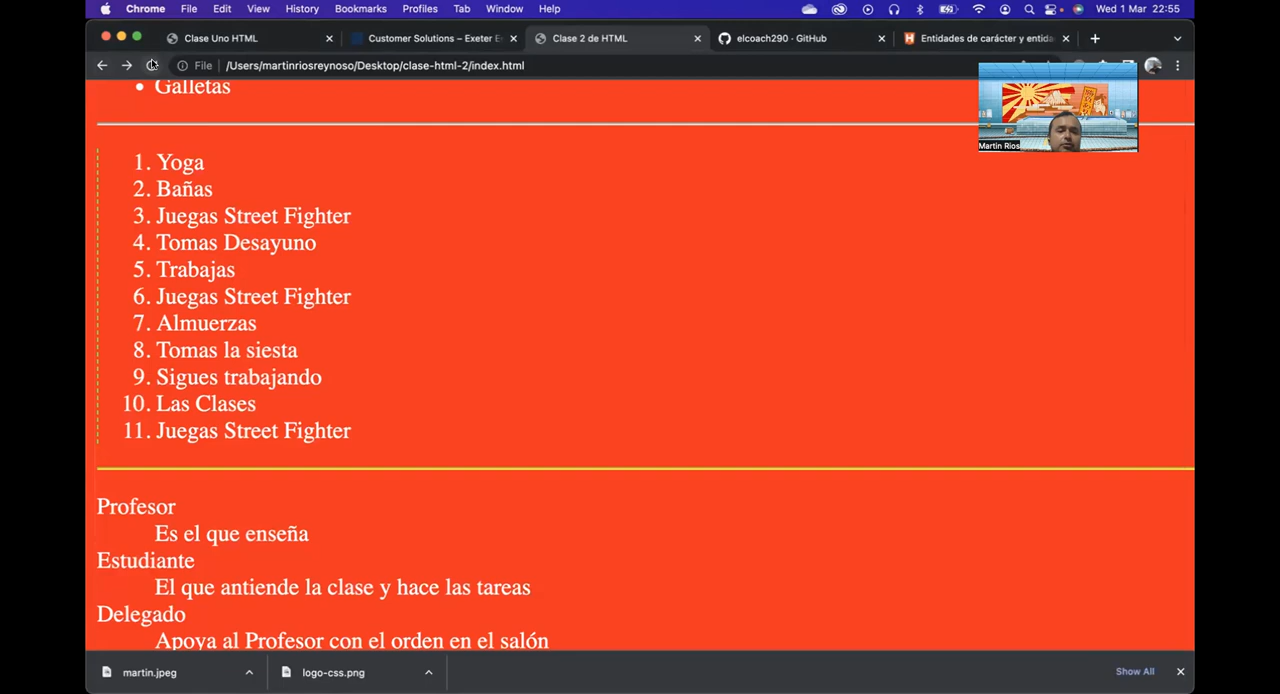 Chrome File Edit View History Bookmarks Profiles Tab Window Help Wed 1 Mar 22:55
Clase Uno HTML Customer Solutions – Exeter E Clase 2 de HTML elcoach290 · GitHub Entidades de carácter y entida
File /Users/martinriosreynoso/Desktop/clase-html-2/index.html
Martin Rios
• Galletas
1. Yoga
2. Bañas
3. Juegas Street Fighter
4. Tomas Desayuno
5. Trabajas
6. Juegas Street Fighter
7. Almuerzas
8. Tomas la siesta
9. Sigues trabajando
10. Las Clases
11. Juegas Street Fighter
Profesor
Es el que enseña
Estudiante
El que antiende la clase y hace las tareas
Delegado
Apoya al Profesor con el orden en el salón
martin.jpeg logo-css.png Show All